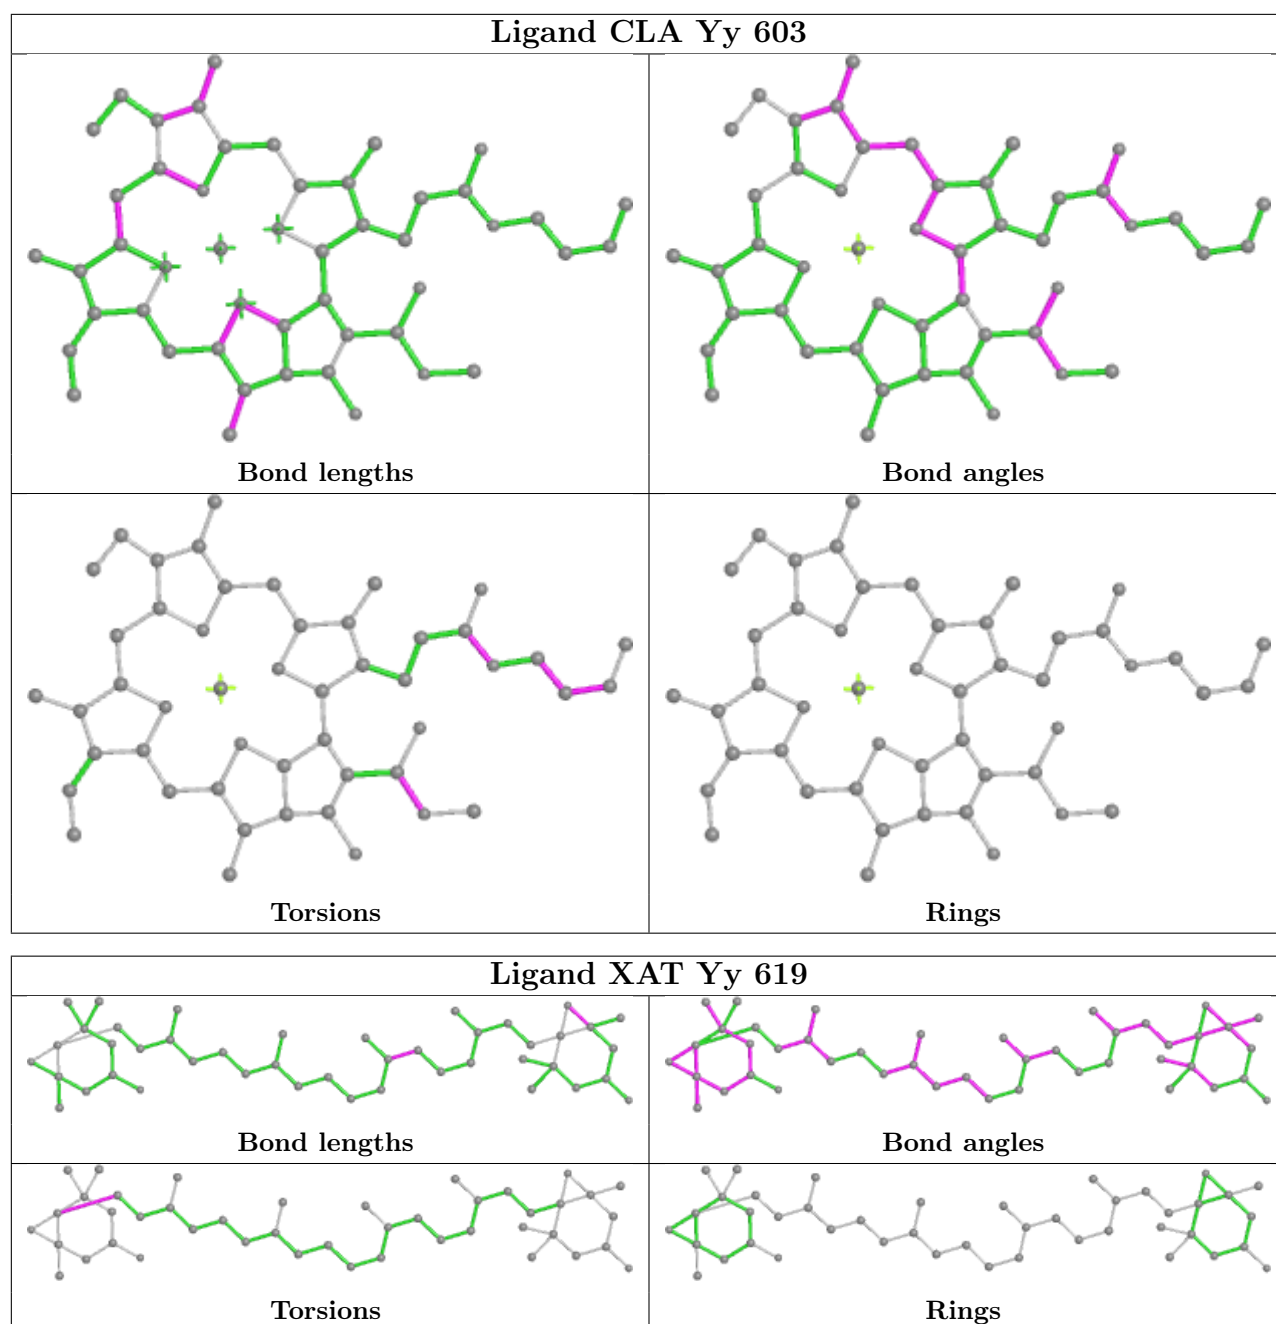 Ligand CLA Yy 603
Bond lengths
Bond angles
Torsions
Rings
Ligand XAT Yy 619
Bond lengths
Bond angles
Torsions
Rings